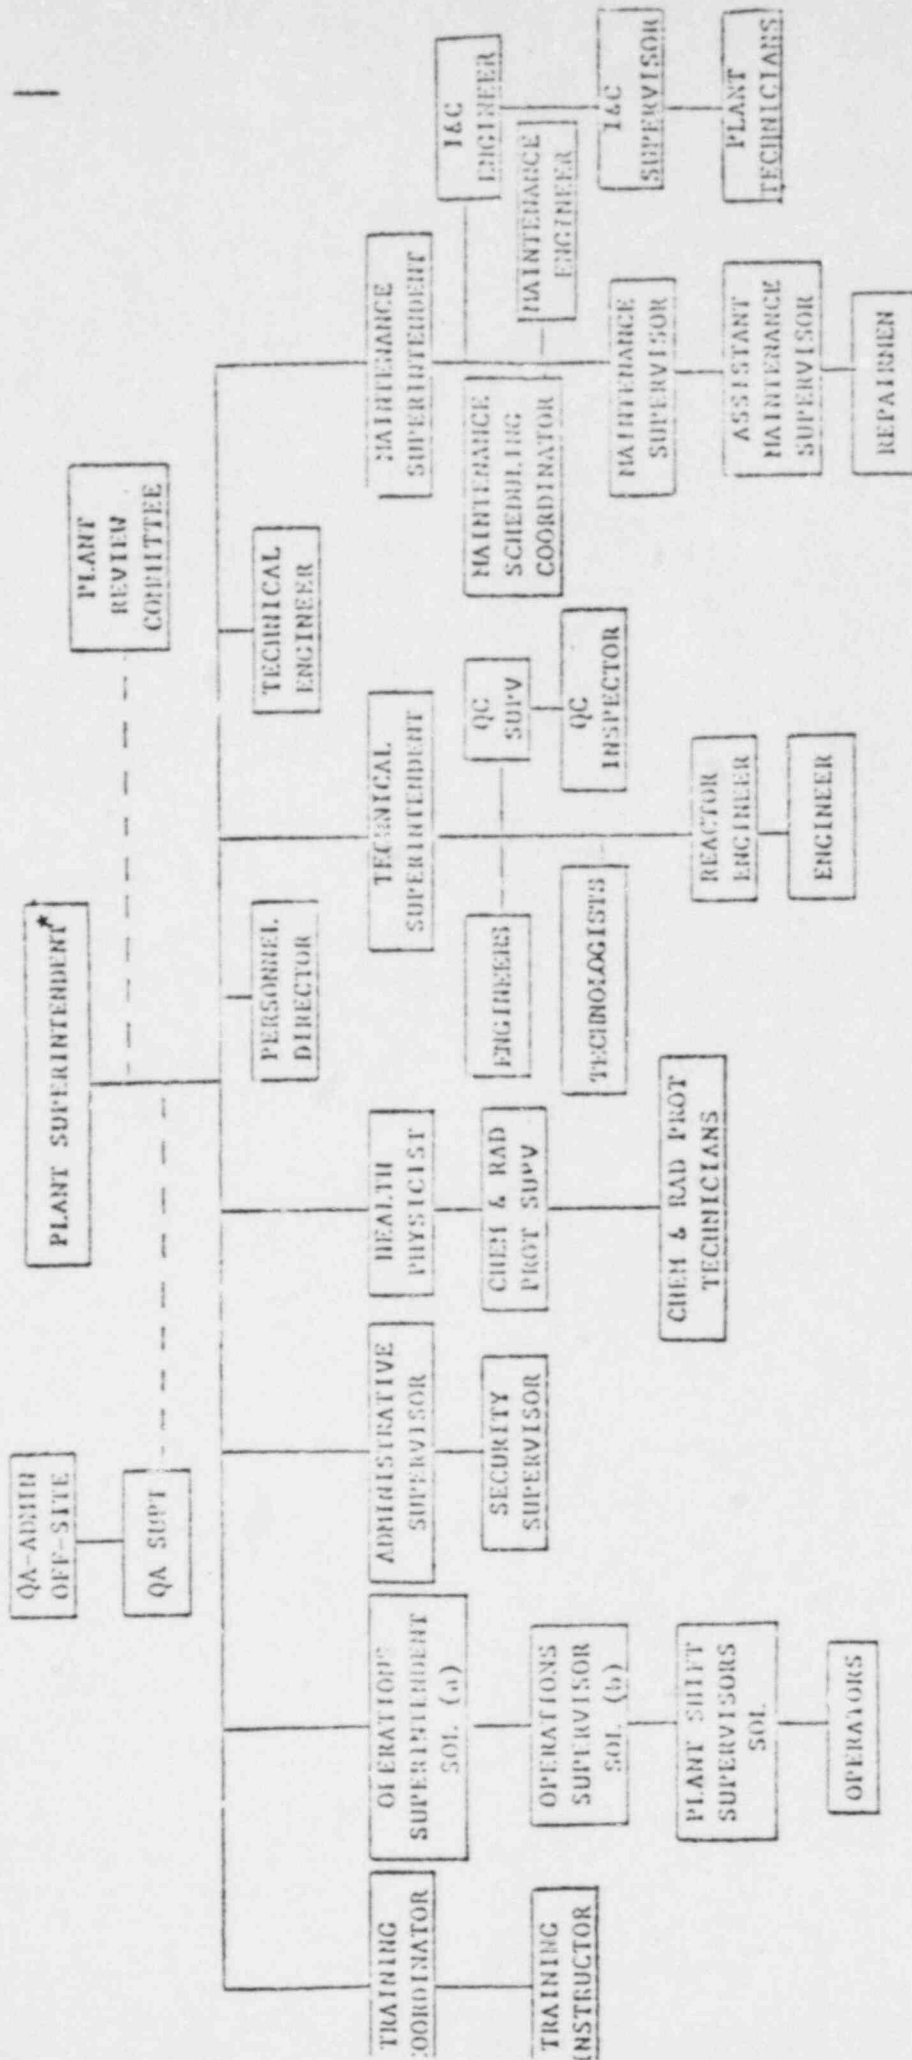 QA-ADMIN
OFF-SITE
QA SUPT
PLANT SUPERINTENDENT*
PLANT
REVIEW
COMMITTEE
PERSONNEL
DIRECTOR
TECHNICAL
ENGINEER
TRAINING
COORDINATOR
TRAINING
INSTRUCTOR
OPERATIONS
SUPERINTENDENT
SOL (a)
OPERATIONS
SUPERVISOR
SOL (b)
PLANT SHIFT
SUPERVISORS
SOL
OPERATORS
ADMINISTRATIVE
SUPERVISOR
SECURITY
SUPERVISOR
HEALTH
PHYSICIST
CHEM & RAD
PROT SUPV
CHEM & RAD PROT
TECHNICIANS
TECHNICAL
SUPERINTENDENT
ENGINEERS
QC
SUPV
QC
INSPECTOR
TECHNOLOGISTS
REACTOR
ENGINEER
ENGINEER
MAINTENANCE
SUPERINTENDENT
I&C
ENGINEER
MAINTENANCE
SCHEDULING
COORDINATOR
MAINTENANCE
ENGINEER
I&C
SUPERVISOR
PLANT
TECHNICIANS
MAINTENANCE
SUPERVISOR
ASSISTANT
MAINTENANCE
SUPERVISOR
REPAIRMEN